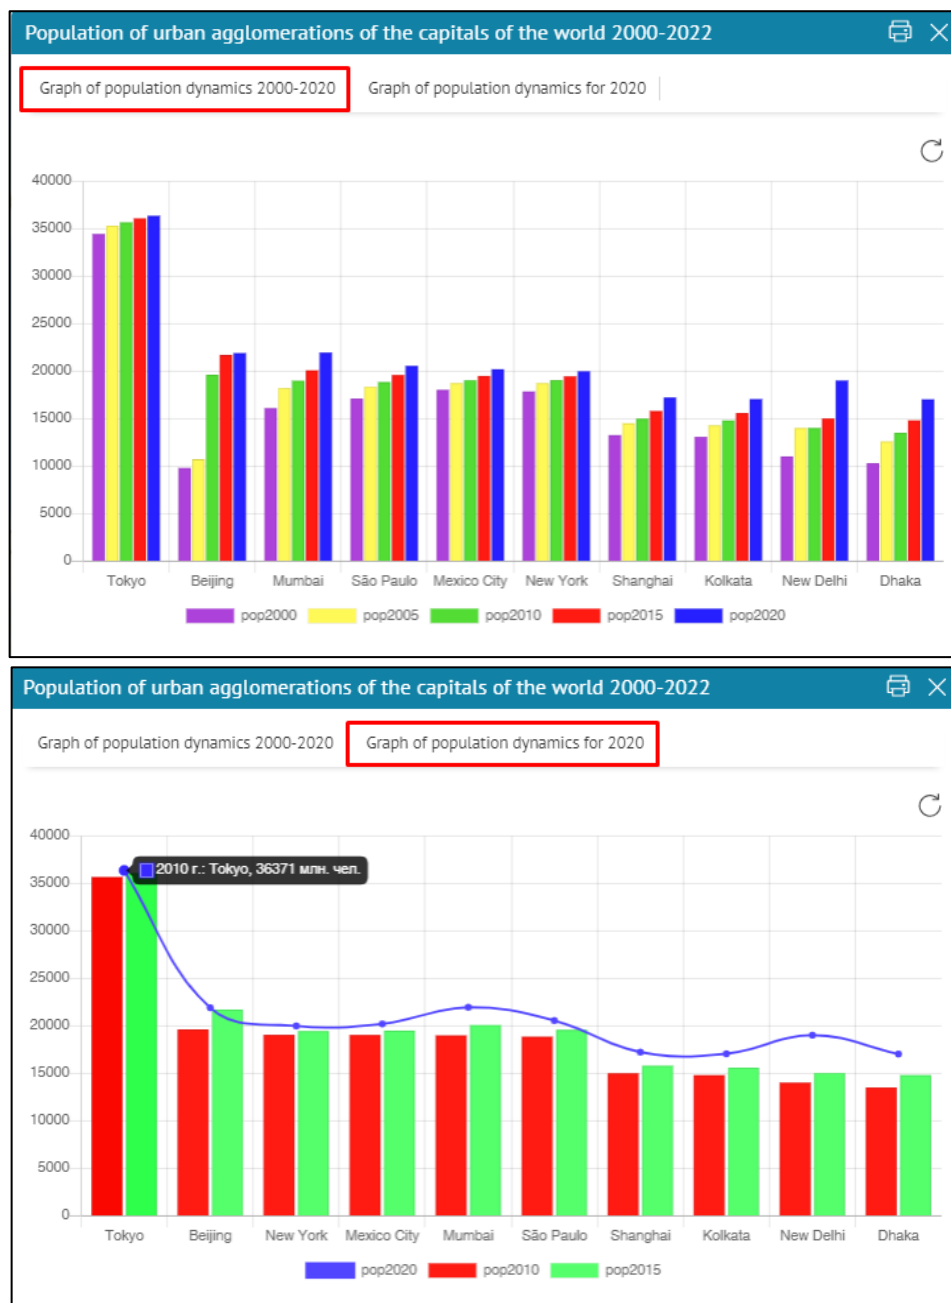 Population of urban agglomerations of the capitals of the world 2000-2022
Graph of population dynamics 2000-2020 Graph of population dynamics for 2020
40000
35000
30000
25000
20000
15000
10000
5000
0
Tokyo Beijing Mumbai São Paulo Mexico City New York Shanghai Kolkata New Delhi Dhaka
pop2000 pop2005 pop2010 pop2015 pop2020
Population of urban agglomerations of the capitals of the world 2000-2022
Graph of population dynamics 2000-2020 Graph of population dynamics for 2020
40000
2010 г.: Tokyo, 36371 млн. чел.
35000
30000
25000
20000
15000
10000
5000
0
Tokyo Beijing New York Mexico City Mumbai São Paulo Shanghai Kolkata New Delhi Dhaka
pop2020 pop2010 pop2015